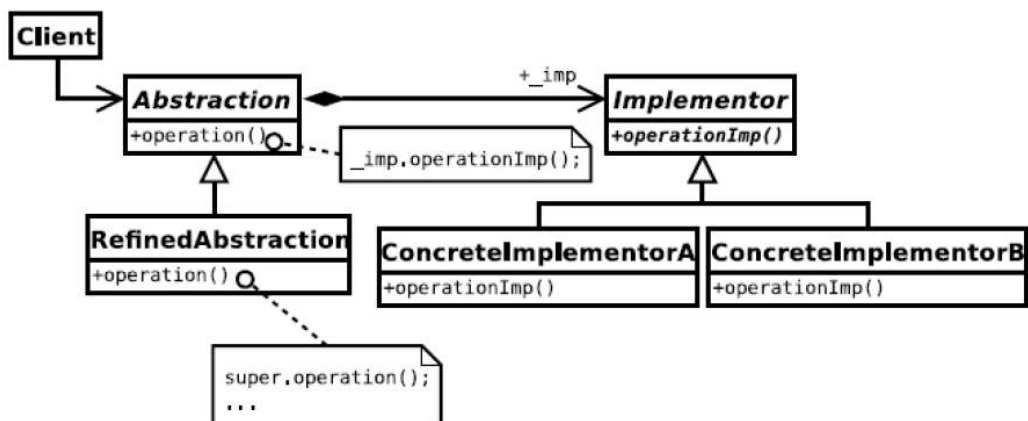 Client
+_imp
Abstraction
Implementor
+operation()
+operationImp()
_imp.operationImp();
RefinedAbstraction
ConcreteImplementorA
ConcreteImplementorB
+operation()
+operationImp()
+operationImp()
super.operation();
...